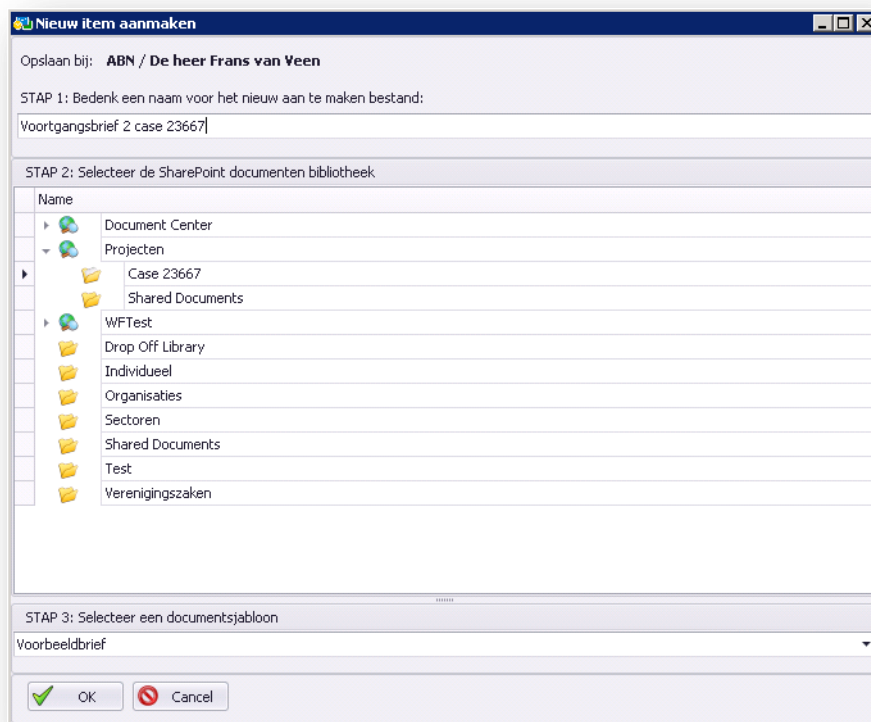 Nieuw item aanmaken
Opslaan bij: ABN / De heer Frans van Veen
STAP 1: Bedenk een naam voor het nieuw aan te maken bestand:
Voortgangsbrief 2 case 23667
STAP 2: Selecteer de SharePoint documenten bibliotheek
Name
Document Center
Projecten
Case 23667
Shared Documents
WFTest
Drop Off Library
Individueel
Organisaties
Sectoren
Shared Documents
Test
Verenigingszaken
STAP 3: Selecteer een documentsjabloon
Voorbeeldbrief
OK Cancel